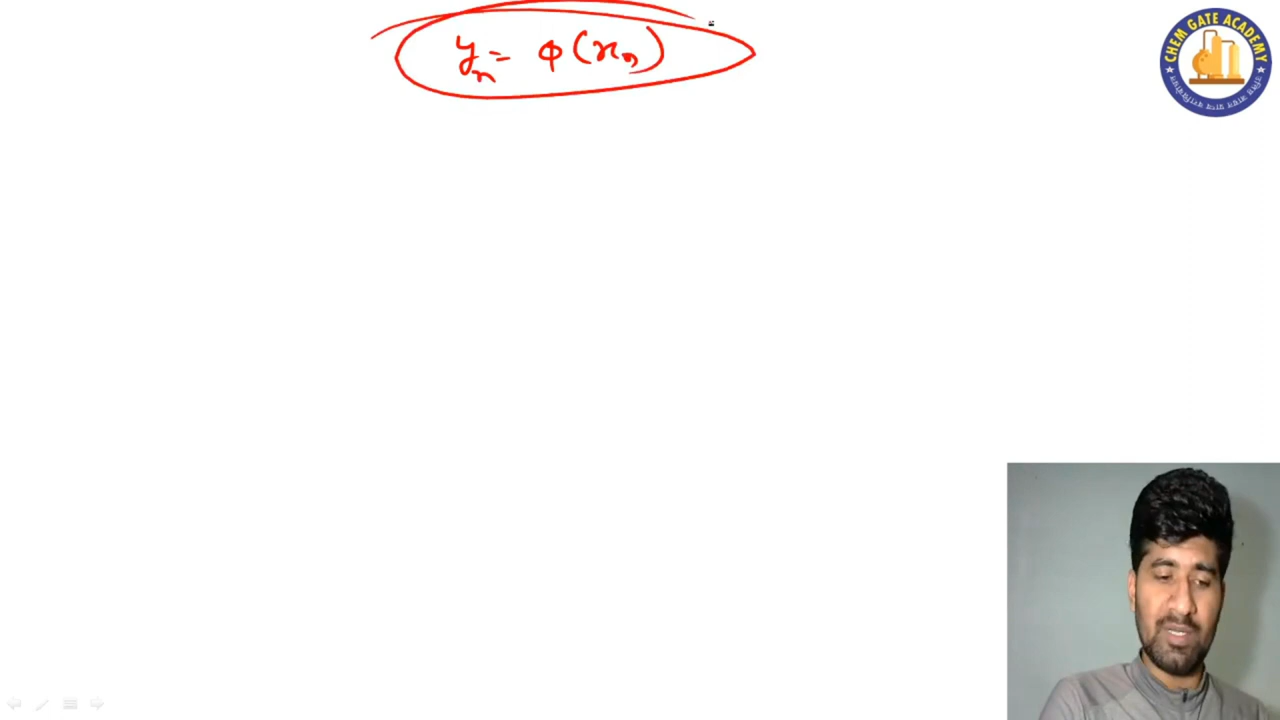 yₙ = φ(xₙ)
CHEM GATE ACADEMY